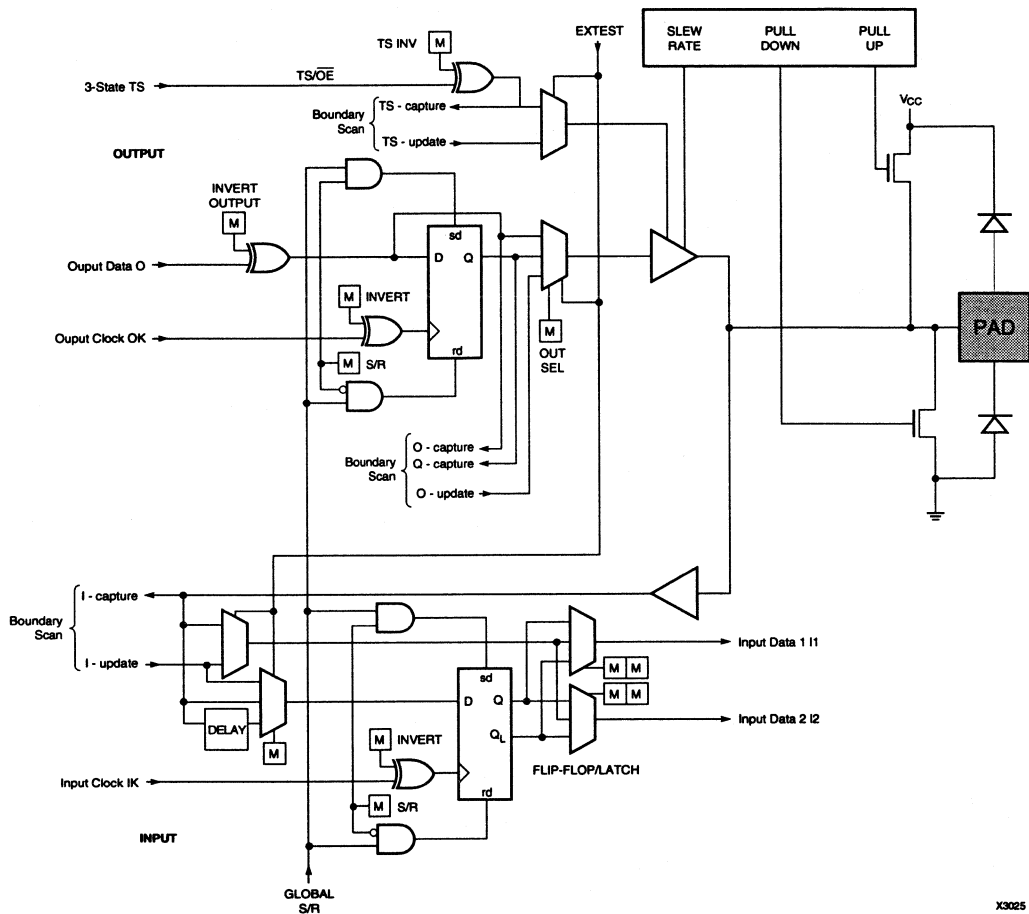 TS INV
M
EXTEST
SLEW RATE
PULL DOWN
PULL UP
3-State TS
TS/OE
VCC
Boundary Scan
TS - capture
TS - update
OUTPUT
INVERT OUTPUT
M
sd
D
Q
Ouput Data O
M
INVERT
PAD
Ouput Clock OK
M
OUT SEL
M
S/R
rd
Boundary Scan
O - capture
Q - capture
O - update
I - capture
Boundary Scan
I - update
Input Data 1 I1
M M
sd
M M
D
Q
DELAY
Input Data 2 I2
QL
M
M
INVERT
FLIP-FLOP/LATCH
Input Clock IK
rd
M
S/R
INPUT
GLOBAL S/R
X3025